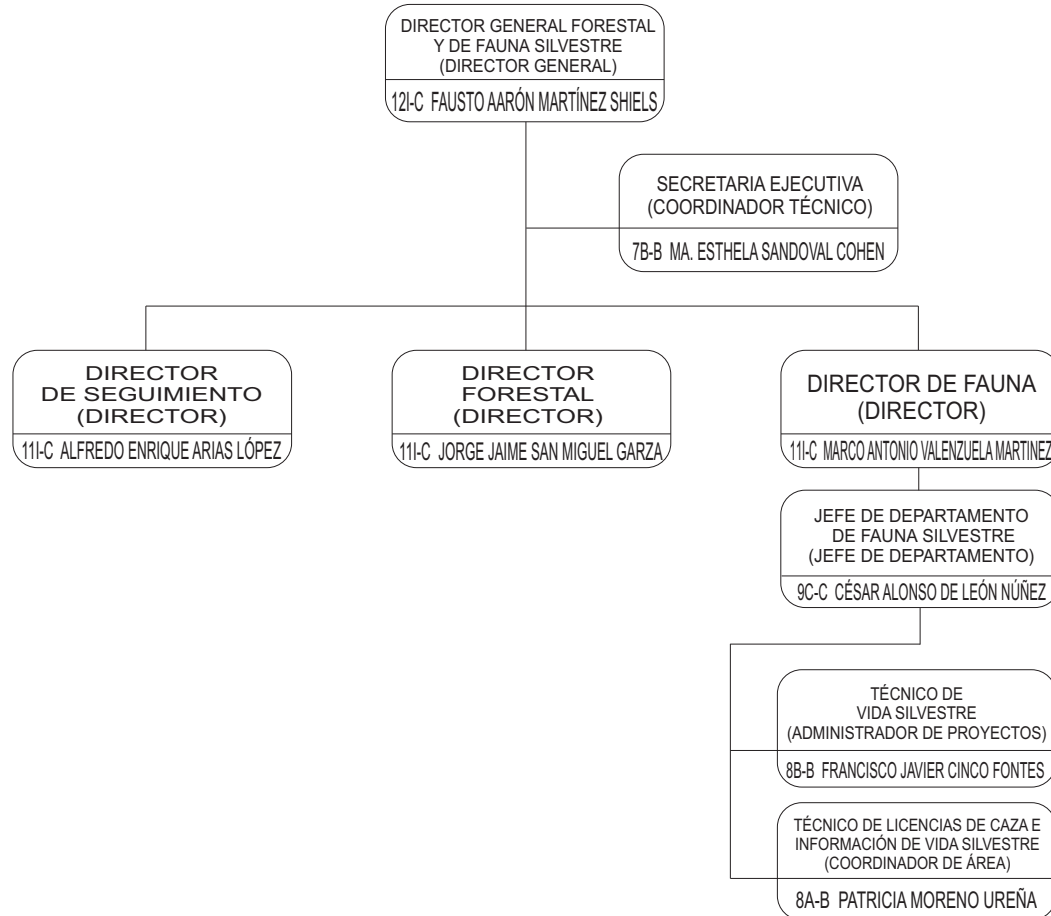 DIRECTOR GENERAL FORESTAL
Y DE FAUNA SILVESTRE
(DIRECTOR GENERAL)
12I-C FAUSTO AARÓN MARTÍNEZ SHIELS
SECRETARIA EJECUTIVA
(COORDINADOR TÉCNICO)
7B-B MA. ESTHELA SANDOVAL COHEN
DIRECTOR
DE SEGUIMIENTO
(DIRECTOR)
11I-C ALFREDO ENRIQUE ARIAS LÓPEZ
DIRECTOR
FORESTAL
(DIRECTOR)
11I-C JORGE JAIME SAN MIGUEL GARZA
DIRECTOR DE FAUNA
(DIRECTOR)
11I-C MARCO ANTONIO VALENZUELA MARTINEZ
JEFE DE DEPARTAMENTO
DE FAUNA SILVESTRE
(JEFE DE DEPARTAMENTO)
9C-C CÉSAR ALONSO DE LEÓN NÚÑEZ
TÉCNICO DE
VIDA SILVESTRE
(ADMINISTRADOR DE PROYECTOS)
8B-B FRANCISCO JAVIER CINCO FONTES
TÉCNICO DE LICENCIAS DE CAZA E
INFORMACIÓN DE VIDA SILVESTRE
(COORDINADOR DE ÁREA)
8A-B PATRICIA MORENO UREÑA